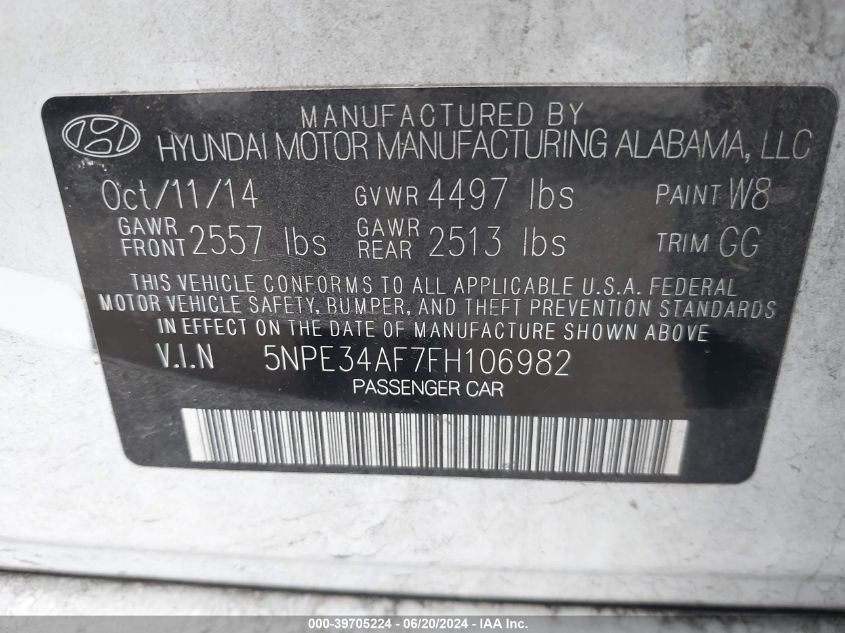 MANUFACTURED BY
HYUNDAI MOTOR MANUFACTURING ALABAMA, LLC
Oct/11/14 GVWR 4497 lbs PAINT W8
GAWR FRONT 2557 lbs GAWR REAR 2513 lbs TRIM GG
THIS VEHICLE CONFORMS TO ALL APPLICABLE U.S.A. FEDERAL
MOTOR VEHICLE SAFETY, BUMPER, AND THEFT PREVENTION STANDARDS
IN EFFECT ON THE DATE OF MANUFACTURE SHOWN ABOVE.
V.I.N 5NPE34AF7FH106982
PASSENGER CAR
000-39705224 - 06/20/2024 - IAA, Inc.